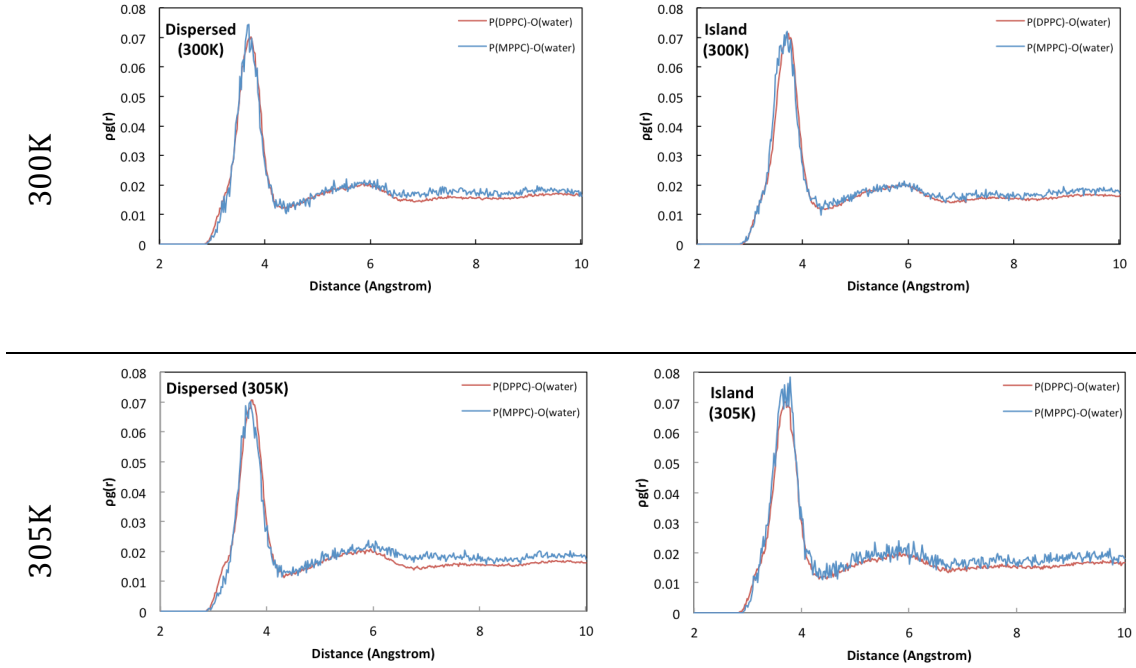 300K
Dispersed
(300K)
P(DPPC)-O(water)
P(MPPC)-O(water)
ρg(r)
0.08
0.07
0.06
0.05
0.04
0.03
0.02
0.01
0
2 4 6 8 10
Distance (Angstrom)
Island
(300K)
P(DPPC)-O(water)
P(MPPC)-O(water)
ρg(r)
0.08
0.07
0.06
0.05
0.04
0.03
0.02
0.01
0
2 4 6 8 10
Distance (Angstrom)
305K
Dispersed (305K)
P(DPPC)-O(water)
P(MPPC)-O(water)
ρg(r)
0.08
0.07
0.06
0.05
0.04
0.03
0.02
0.01
0
2 4 6 8 10
Distance (Angstrom)
Island
(305K)
P(DPPC)-O(water)
P(MPPC)-O(water)
ρg(r)
0.08
0.07
0.06
0.05
0.04
0.03
0.02
0.01
0
2 4 6 8 10
Distance (Angstrom)